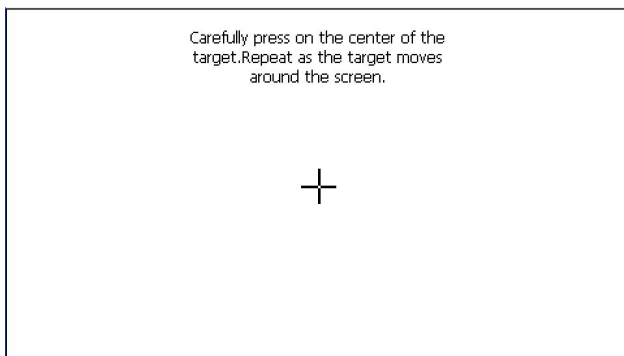 Carefully press on the center of the
target.Repeat as the target moves
around the screen.